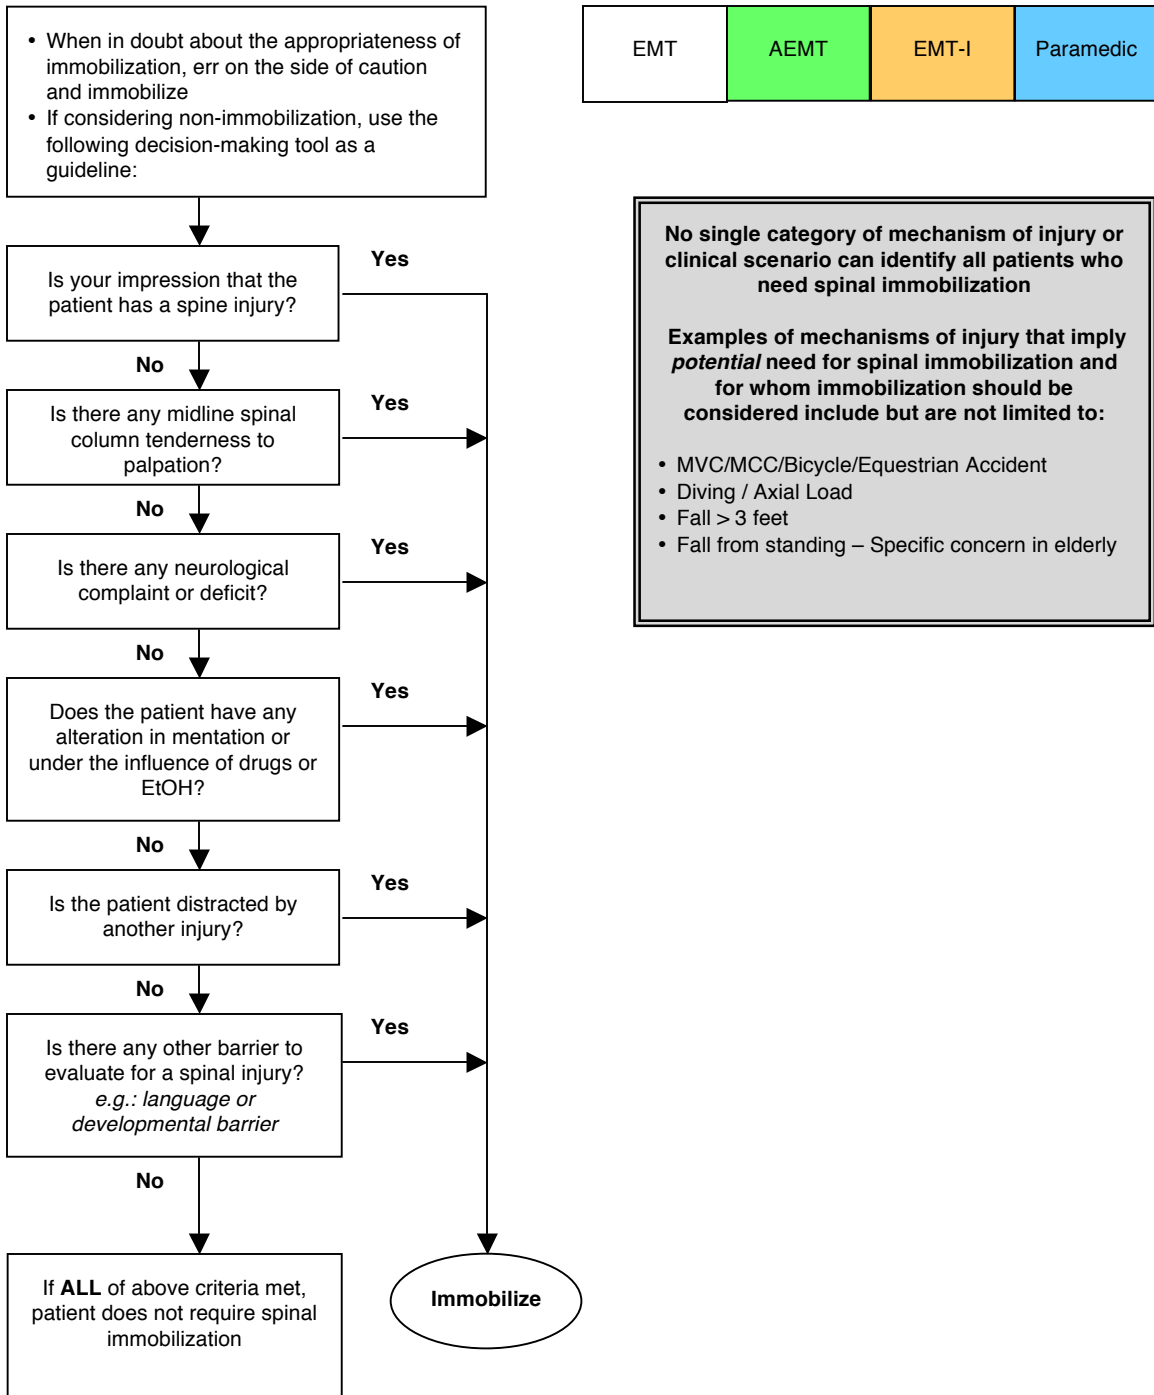 • When in doubt about the appropriateness of
immobilization, err on the side of caution
and immobilize
• If considering non-immobilization, use the
following decision-making tool as a
guideline:
EMT
AEMT
EMT-I
Paramedic
No single category of mechanism of injury or
clinical scenario can identify all patients who
need spinal immobilization
Examples of mechanisms of injury that imply
potential need for spinal immobilization and
for whom immobilization should be
considered include but are not limited to:
• MVC/MCC/Bicycle/Equestrian Accident
• Diving / Axial Load
• Fall > 3 feet
• Fall from standing – Specific concern in elderly
Is your impression that the
patient has a spine injury?
Yes
No
Is there any midline spinal
column tenderness to
palpation?
Yes
No
Is there any neurological
complaint or deficit?
Yes
No
Does the patient have any
alteration in mentation or
under the influence of drugs or
EtOH?
Yes
No
Is the patient distracted by
another injury?
Yes
No
Is there any other barrier to
evaluate for a spinal injury?
e.g.: language or
developmental barrier
Yes
No
If ALL of above criteria met,
patient does not require spinal
immobilization
Immobilize